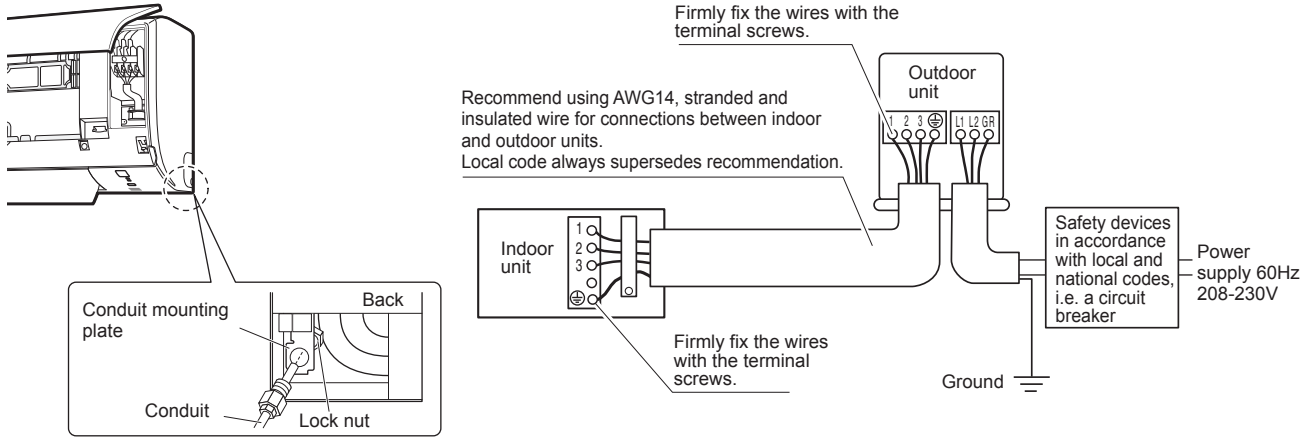 Firmly fix the wires with the
terminal screws.
Outdoor
unit
1 2 3
L1 L2 GR
Recommend using AWG14, stranded and
insulated wire for connections between indoor
and outdoor units.
Local code always supersedes recommendation.
Indoor
unit
1
2
3
Safety devices
in accordance
with local and
national codes,
i.e. a circuit
breaker
Power
supply 60Hz
208-230V
Firmly fix the wires
with the terminal
screws.
Ground
Conduit mounting
plate
Back
Conduit
Lock nut